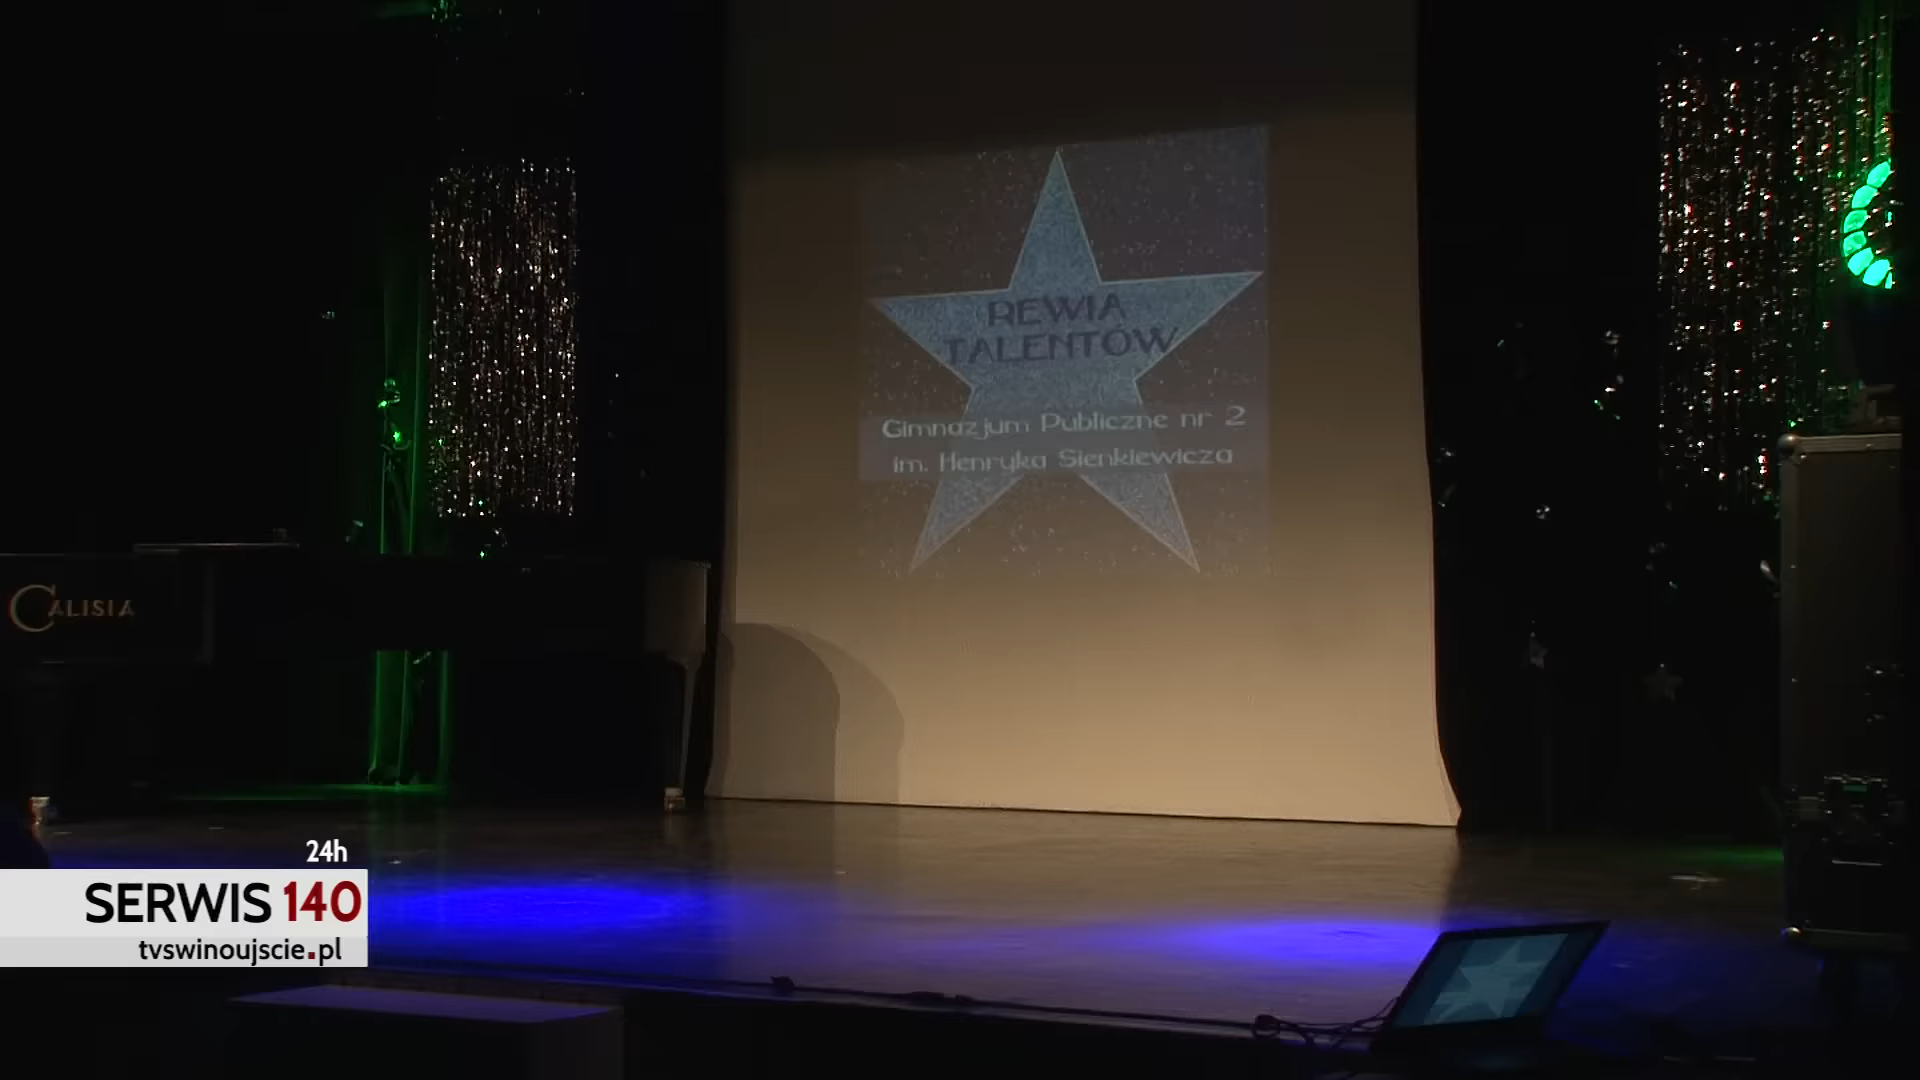 REWIA
TALENTÓW
Gimnazjum Publiczne nr 2
im. Henryka Sienkiewicza
CALISIA
24h
SERWIS 140
tvswinoujscie.pl